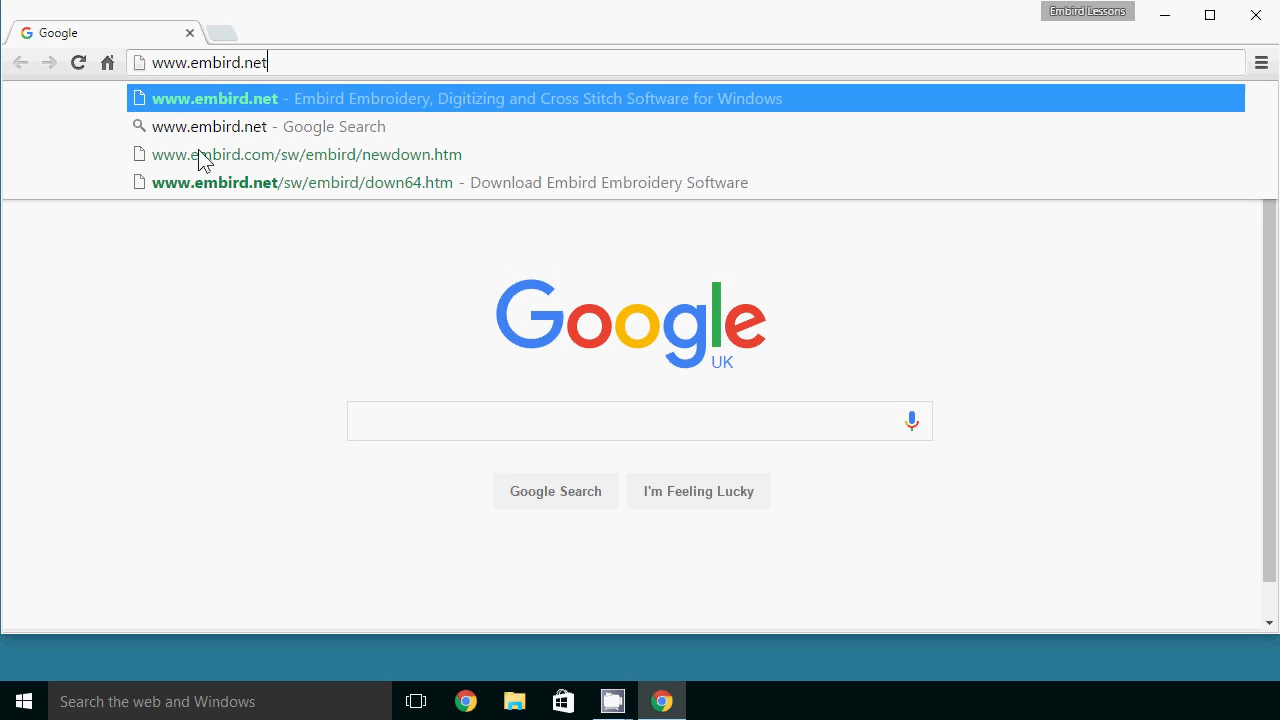 Embird Lessons
Google
www.embird.net
www.embird.net - Embird Embroidery, Digitizing and Cross Stitch Software for Windows
www.embird.net - Google Search
www.embird.com/sw/embird/newdown.htm
www.embird.net/sw/embird/down64.htm - Download Embird Embroidery Software
Google
UK
Google Search
I'm Feeling Lucky
Search the web and Windows